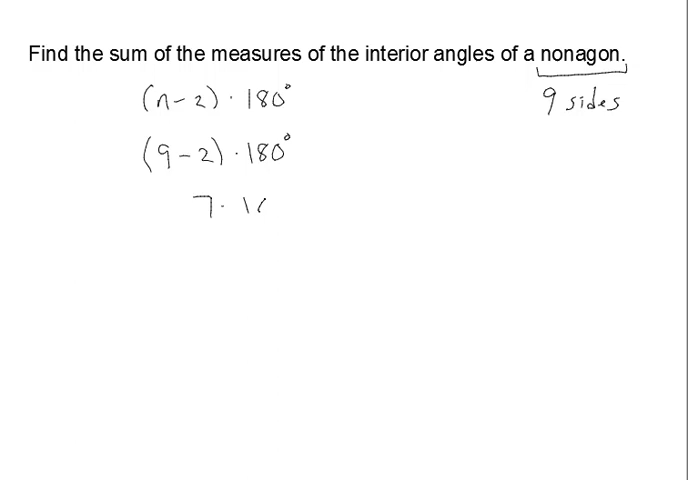 Find the sum of the measures of the interior angles of a nonagon.
(n-2) · 180°
9 sides
(9-2) · 180°
7 · 1